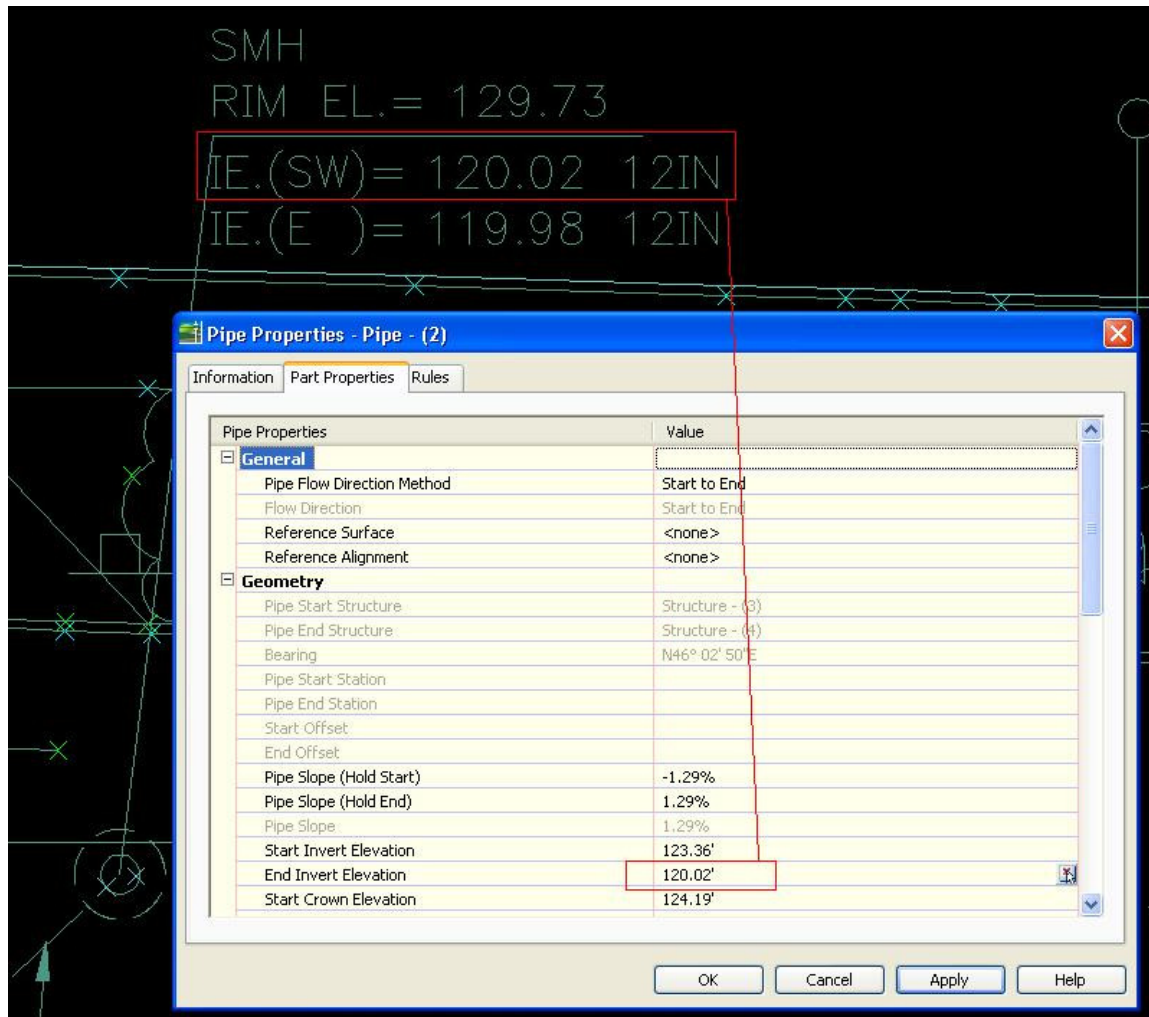 SMH
RIM EL.= 129.73
IE.(SW)= 120.02 12IN
IE.(E )= 119.98 12IN
Pipe Properties - Pipe - (2)
Information Part Properties Rules
Pipe Properties Value
General
Pipe Flow Direction Method Start to End
Flow Direction Start to End
Reference Surface <none>
Reference Alignment <none>
Geometry
Pipe Start Structure Structure - (3)
Pipe End Structure Structure - (4)
Bearing N46° 02' 50"E
Pipe Start Station
Pipe End Station
Start Offset
End Offset
Pipe Slope (Hold Start) -1.29%
Pipe Slope (Hold End) 1.29%
Pipe Slope 1.29%
Start Invert Elevation 123.36'
End Invert Elevation 120.02'
Start Crown Elevation 124.19'
OK Cancel Apply Help